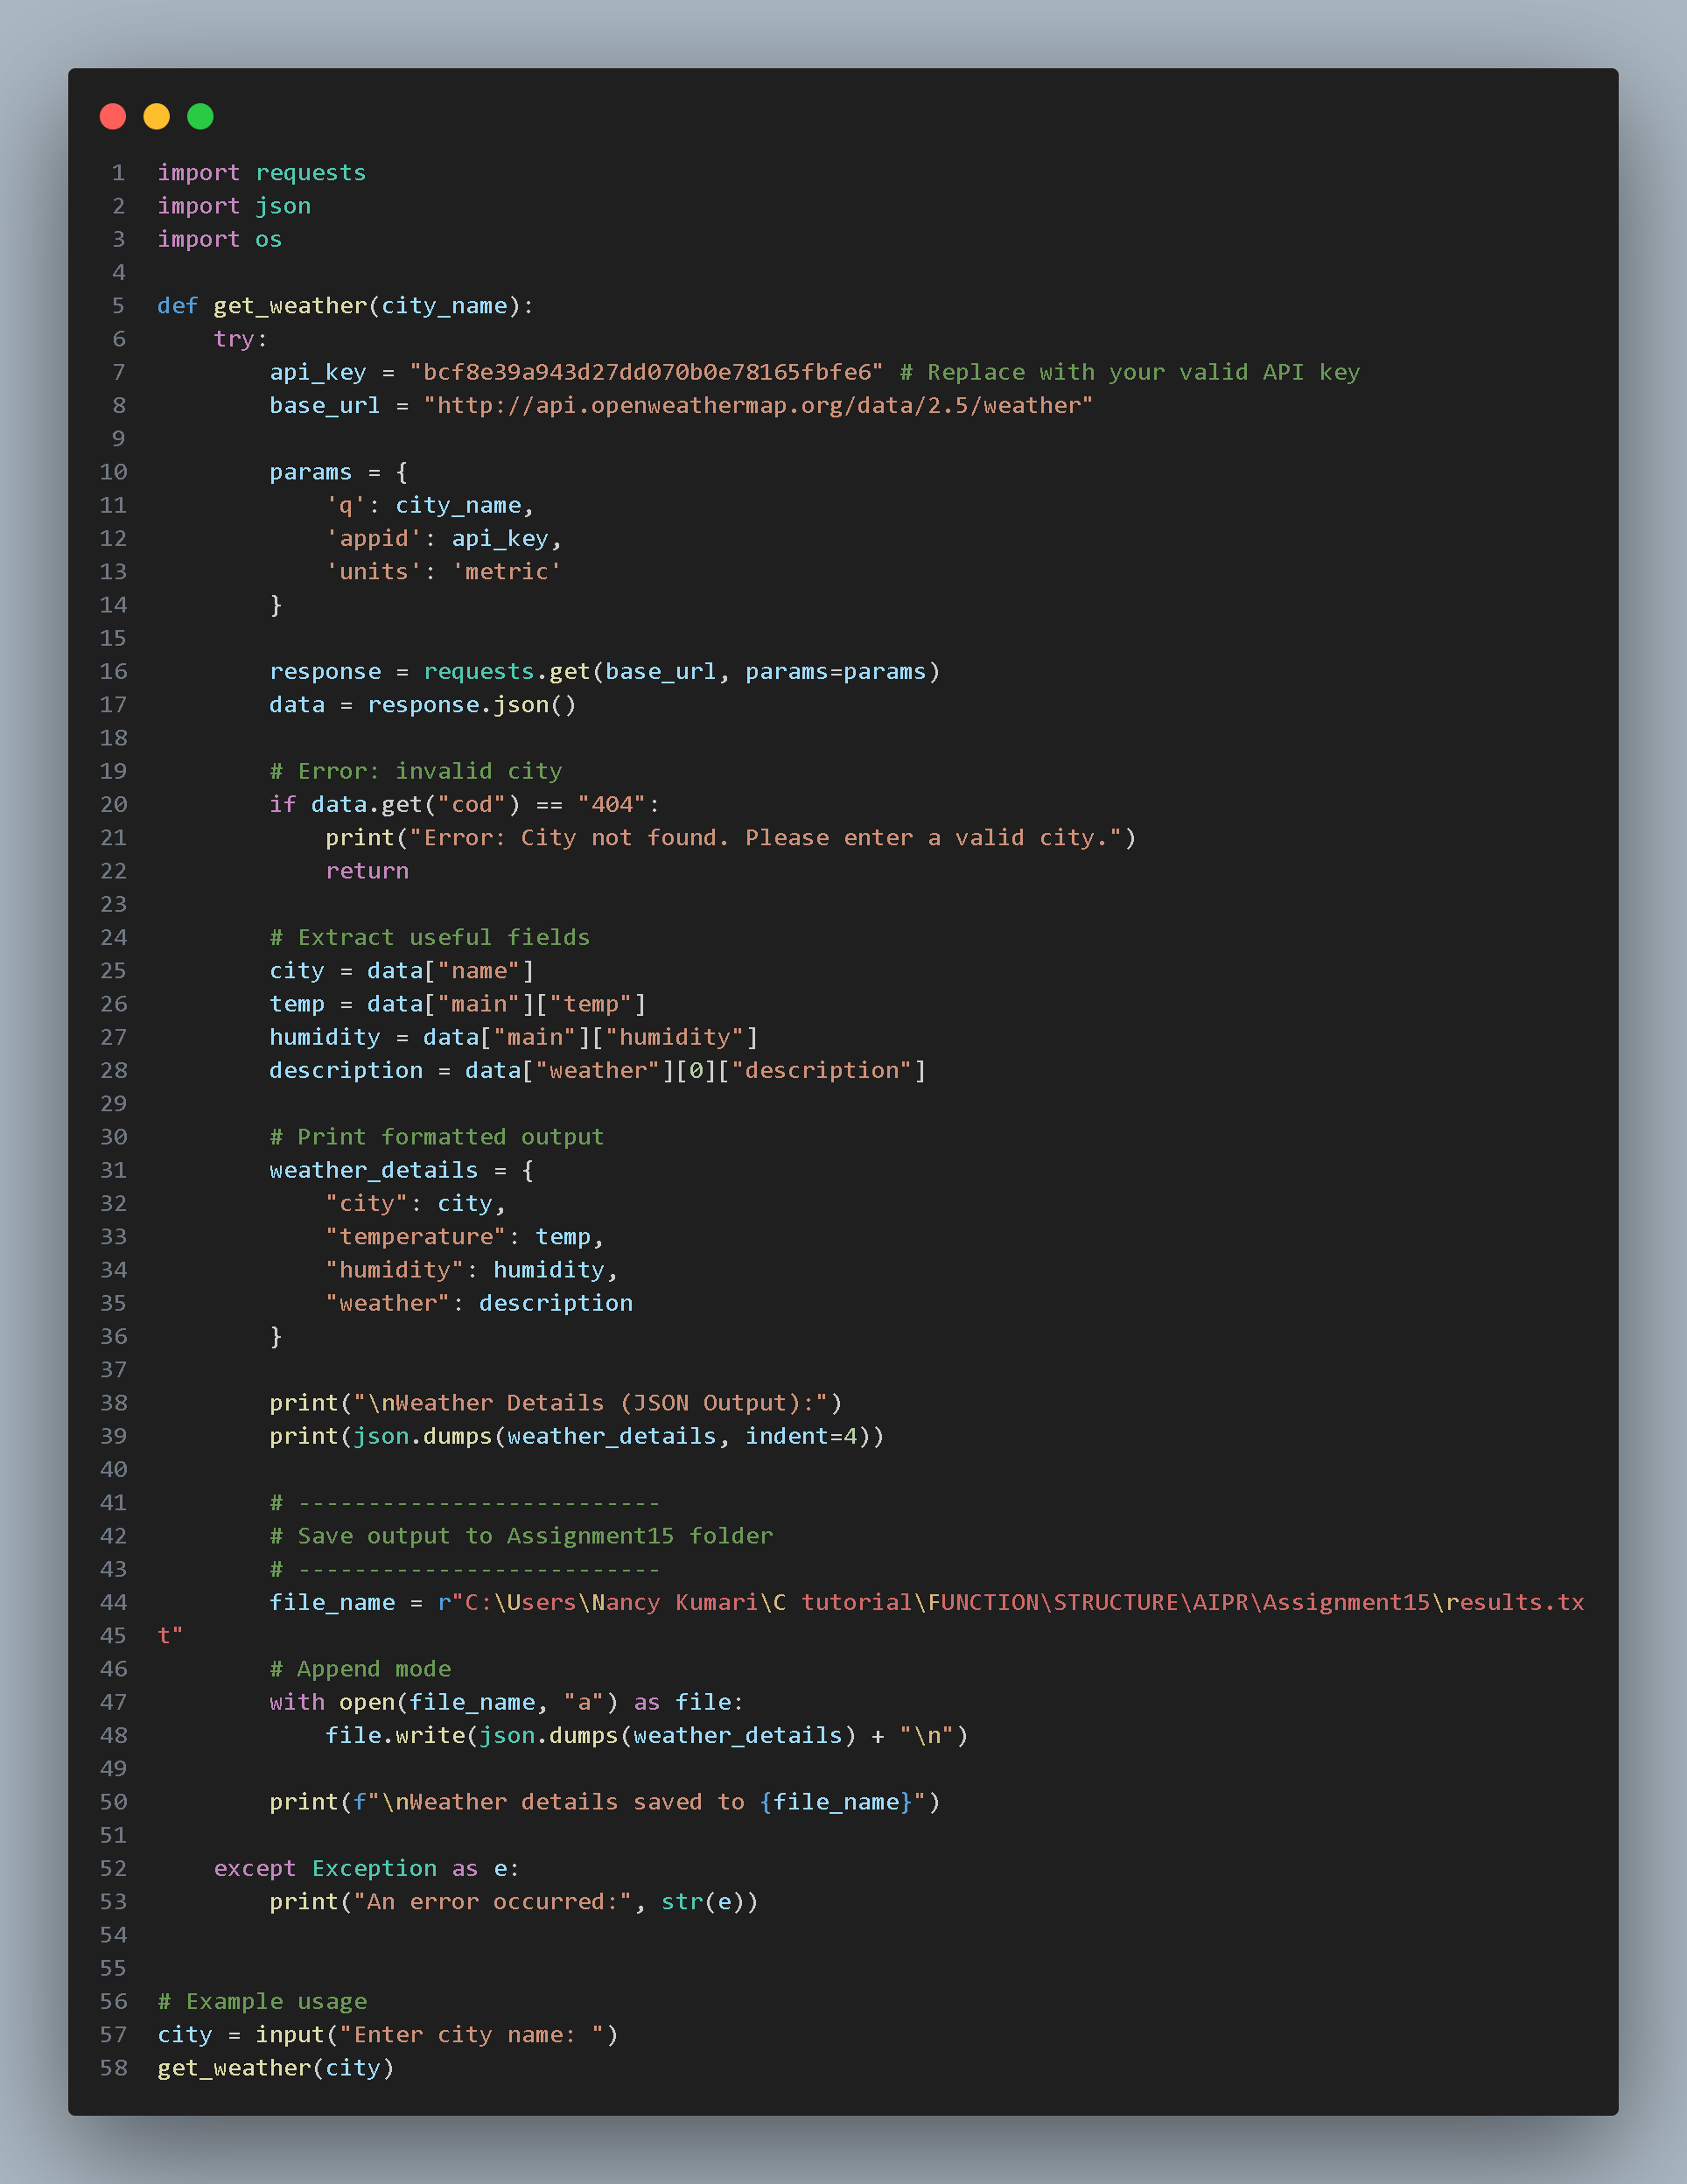 1 import requests
2 import json
3 import os
4
5 def get_weather(city_name):
6     try:
7         api_key = "bcf8e39a943d27dd070b0e78165fbfe6" # Replace with your valid API key
8         base_url = "http://api.openweathermap.org/data/2.5/weather"
9
10         params = {
11             'q': city_name,
12             'appid': api_key,
13             'units': 'metric'
14         }
15
16         response = requests.get(base_url, params=params)
17         data = response.json()
18
19         # Error: invalid city
20         if data.get("cod") == "404":
21             print("Error: City not found. Please enter a valid city.")
22             return
23
24         # Extract useful fields
25         city = data["name"]
26         temp = data["main"]["temp"]
27         humidity = data["main"]["humidity"]
28         description = data["weather"][0]["description"]
29
30         # Print formatted output
31         weather_details = {
32             "city": city,
33             "temperature": temp,
34             "humidity": humidity,
35             "weather": description
36         }
37
38         print("\nWeather Details (JSON Output):")
39         print(json.dumps(weather_details, indent=4))
40
41         # --------------------------
42         # Save output to Assignment15 folder
43         # --------------------------
44         file_name = r"C:\Users\Nancy Kumari\C tutorial\FUNCTION\STRUCTURE\AIPR\Assignment15\results.tx
45 t"
46         # Append mode
47         with open(file_name, "a") as file:
48             file.write(json.dumps(weather_details) + "\n")
49
50         print(f"\nWeather details saved to {file_name}")
51
52     except Exception as e:
53         print("An error occurred:", str(e))
54
55
56 # Example usage
57 city = input("Enter city name: ")
58 get_weather(city)